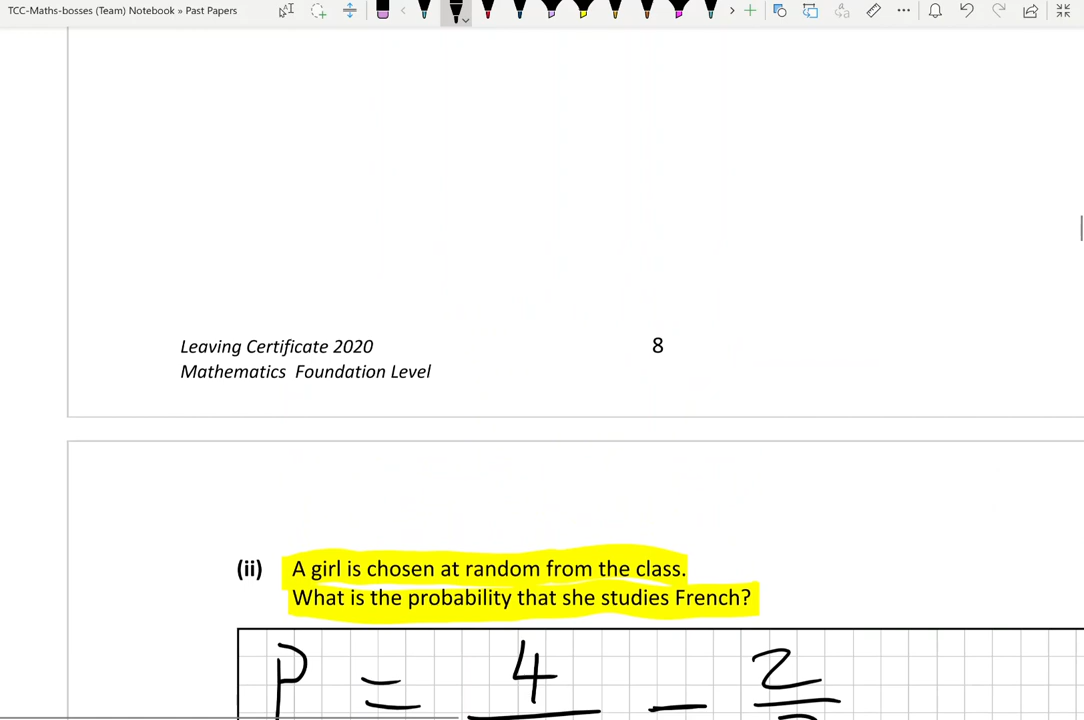 TCC-Maths-bosses (Team) Notebook » Past Papers
Leaving Certificate 2020
8
Mathematics Foundation Level
(ii) A girl is chosen at random from the class.
What is the probability that she studies French?
P = 4 — 2